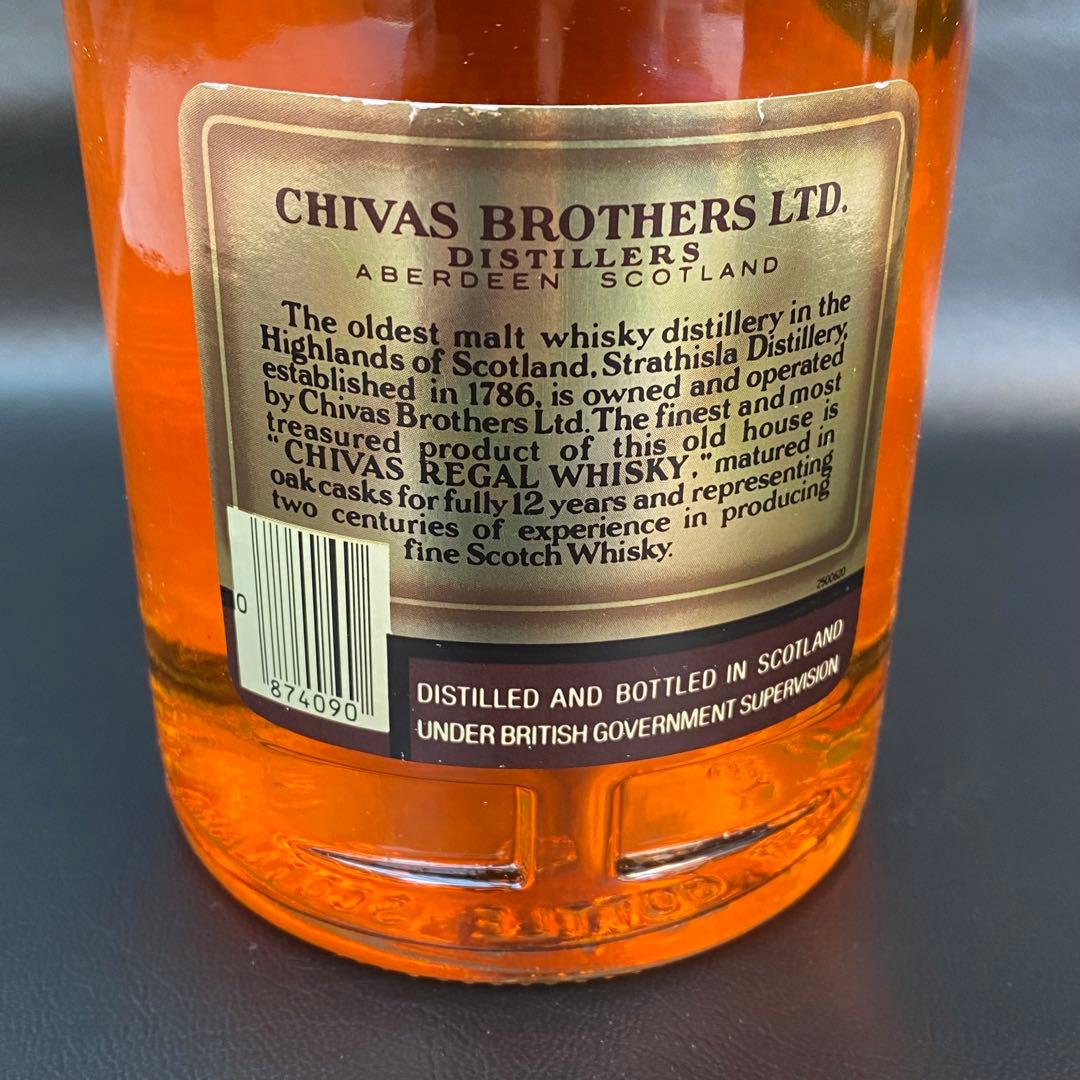 CHIVAS BROTHERS LTD.
DISTILLERS
ABERDEEN SCOTLAND
The oldest malt whisky distillery in the
Highlands of Scotland, Strathisla Distillery,
established in 1786, is owned and operated
by Chivas Brothers Ltd. The finest and most
treasured product of this old house is
"CHIVAS REGAL WHISKY," matured in
oak casks for fully 12 years and representing
two centuries of experience in producing
fine Scotch Whisky.
2500620
0
874090
DISTILLED AND BOTTLED IN SCOTLAND
UNDER BRITISH GOVERNMENT SUPERVISION